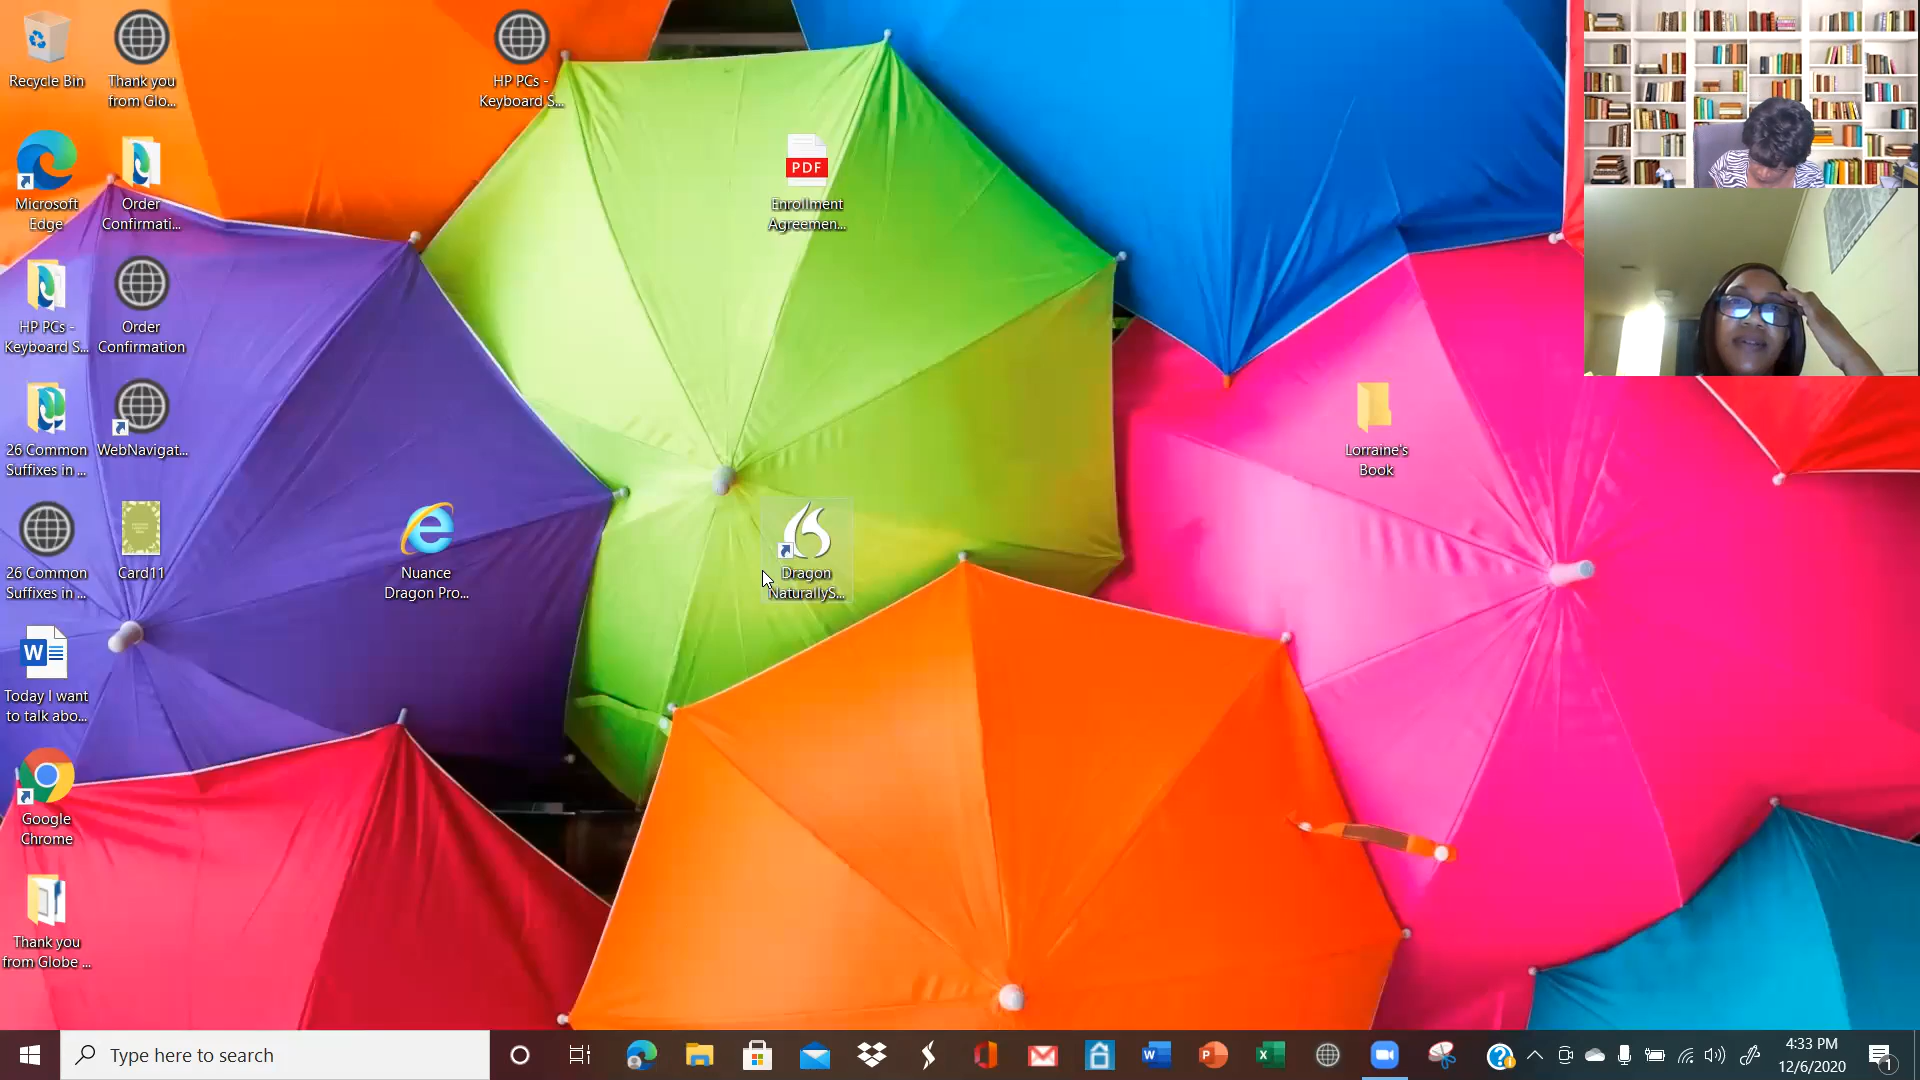 Recycle Bin
Thank you
from Glo...
HP PCs -
Keyboard S...
Microsoft
Edge
Order
Confirmati...
PDF
Enrollment
Agreemen...
HP PCs -
Keyboard S...
Order
Confirmation
26 Common
Suffixes in ...
WebNavigat...
Lorraine's
Book
26 Common
Suffixes in ...
Card11
Nuance
Dragon Pro...
Dragon
NaturallyS...
W
Today I want
to talk abo...
Google
Chrome
Thank you
from Globe ...
Type here to search
W
P
X
?
4:33 PM
12/6/2020
1